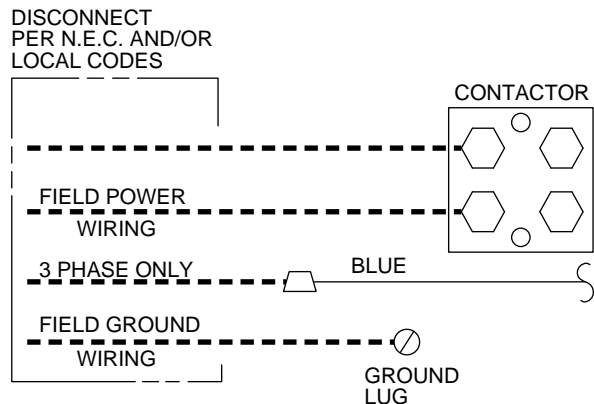 DISCONNECT
PER N.E.C. AND/OR
LOCAL CODES
CONTACTOR
FIELD POWER
WIRING
3 PHASE ONLY
BLUE
FIELD GROUND
WIRING
GROUND
LUG